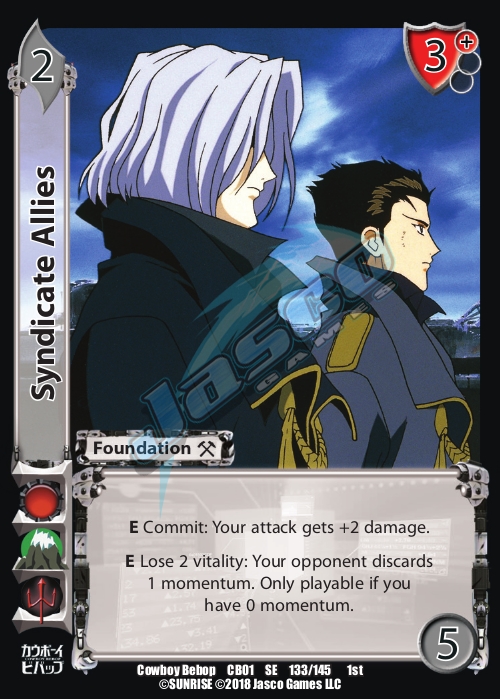 2
3
+
Syndicate Allies
Jasco
GAMES
Foundation
E Commit: Your attack gets +2 damage.
E Lose 2 vitality: Your opponent discards
1 momentum. Only playable if you
have 0 momentum.
5
カウボーイ
ビバップ
Cowboy Bebop CB01 SE 133/145 1st
©SUNRISE ©2018 Jasco Games LLC